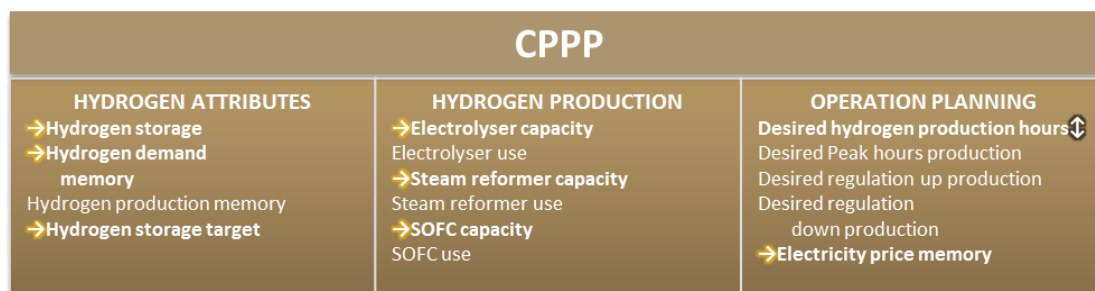 CPPP
HYDROGEN ATTRIBUTES
→Hydrogen storage
→Hydrogen demand
memory
Hydrogen production memory
→Hydrogen storage target
HYDROGEN PRODUCTION
→Electrolyser capacity
Electrolyser use
→Steam reformer capacity
Steam reformer use
→SOFC capacity
SOFC use
OPERATION PLANNING
Desired hydrogen production hours↕
Desired Peak hours production
Desired regulation up production
Desired regulation
down production
→Electricity price memory